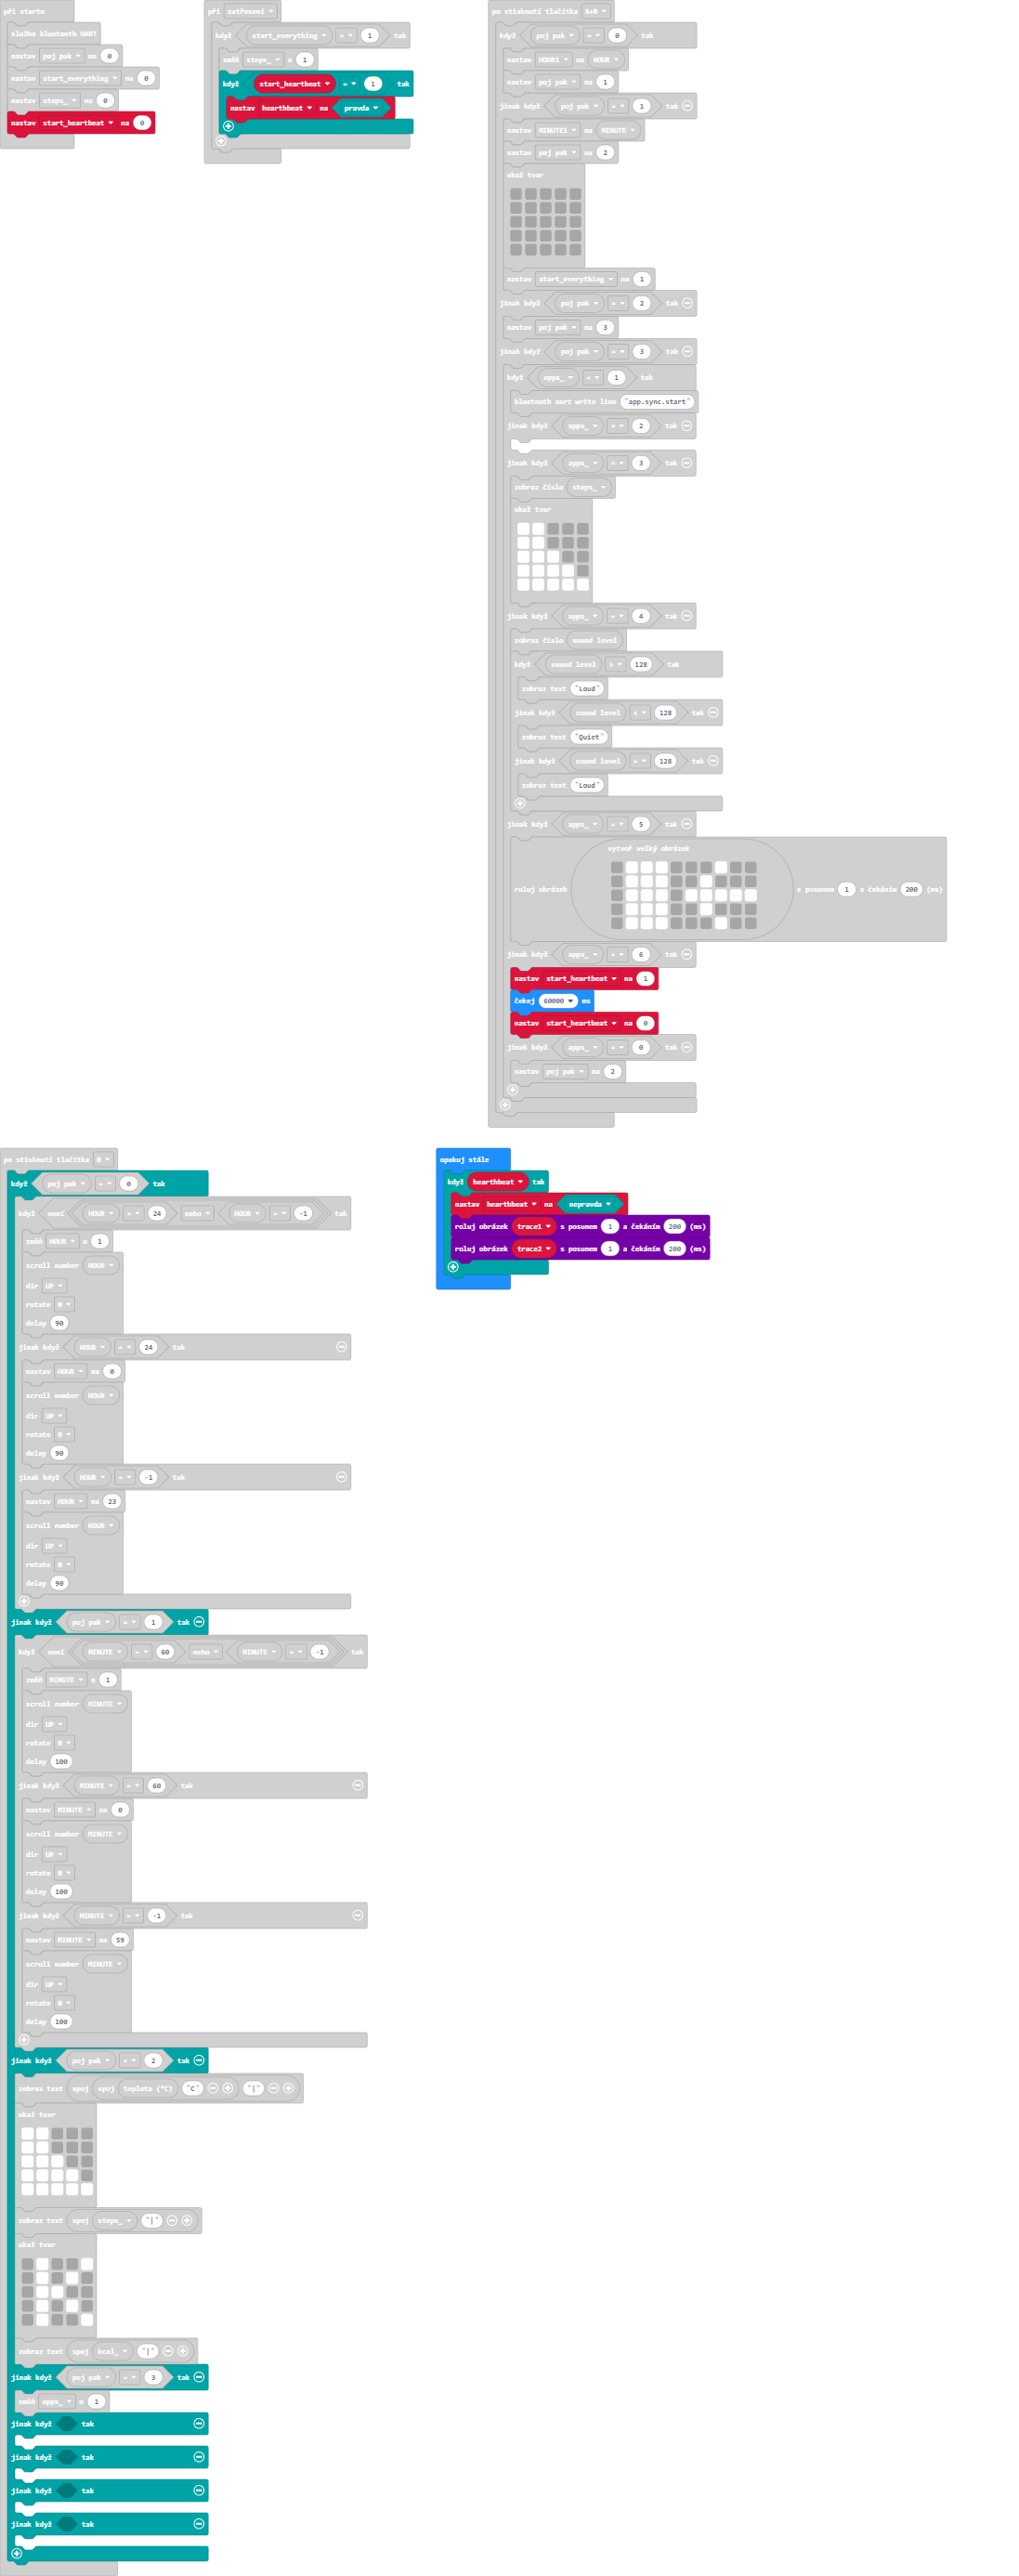 při startu
služba bluetooth UART
nastav poj pak na 0
nastav start_everything na 0
nastav steps_ na 0
nastav start_heartbeat na 0
při zatřesení
když start_everything = 1 tak
změň steps_ o 1
když start_heartbeat = 1 tak
nastav hearthbeat na pravda
po stisknutí tlačítka A+B
když poj pak = 0 tak
nastav HOUR1 na HOUR
nastav poj pak na 1
jinak když poj pak = 1 tak
nastav MINUTE1 na MINUTE
nastav poj pak na 2
ukaž tvar
nastav start_everything na 1
jinak když poj pak = 2 tak
nastav poj pak na 3
jinak když poj pak = 3 tak
když apps_ = 1 tak
bluetooth uart write line "app.sync.start"
jinak když apps_ = 2 tak
jinak když apps_ = 3 tak
zobraz číslo steps_
ukaž tvar
jinak když apps_ = 4 tak
zobraz číslo sound level
když sound level > 128 tak
zobraz text "Loud"
jinak když sound level < 128 tak
zobraz text "Quiet"
jinak když sound level = 128 tak
zobraz text "Loud"
jinak když apps_ = 5 tak
vytvoř velký obrázek
roluj obrázek s posunem 1 a čekáním 200 (ms)
jinak když apps_ = 6 tak
nastav start_heartbeat na 1
čekej 60000 ms
nastav start_heartbeat na 0
jinak když apps_ = 0 tak
nastav poj pak na 2
po stisknutí tlačítka B
když poj pak = 0 tak
když není HOUR = 24 nebo HOUR = -1 tak
změň HOUR o 1
scroll number HOUR
dir UP
rotate 0
delay 90
jinak když HOUR = 24 tak
nastav HOUR na 0
scroll number HOUR
dir UP
rotate 0
delay 90
jinak když HOUR = -1 tak
nastav HOUR na 23
scroll number HOUR
dir UP
rotate 0
delay 90
jinak když poj pak = 1 tak
když není MINUTE = 60 nebo MINUTE = -1 tak
změň MINUTE o 1
scroll number MINUTE
dir UP
rotate 0
delay 100
jinak když MINUTE = 60 tak
nastav MINUTE na 0
scroll number MINUTE
dir UP
rotate 0
delay 100
jinak když MINUTE = -1 tak
nastav MINUTE na 59
scroll number MINUTE
dir UP
rotate 0
delay 100
jinak když poj pak = 2 tak
zobraz text spoj spoj teplota (°C) "C" "|"
ukaž tvar
zobraz text spoj steps_ "|"
ukaž tvar
zobraz text spoj kcal_ "|"
jinak když poj pak = 3 tak
změň apps_ o 1
jinak když tak
jinak když tak
jinak když tak
jinak když tak
opakuj stále
když hearthbeat tak
nastav hearthbeat na nepravda
roluj obrázek trace1 s posunem 1 a čekáním 200 (ms)
roluj obrázek trace2 s posunem 1 a čekáním 200 (ms)